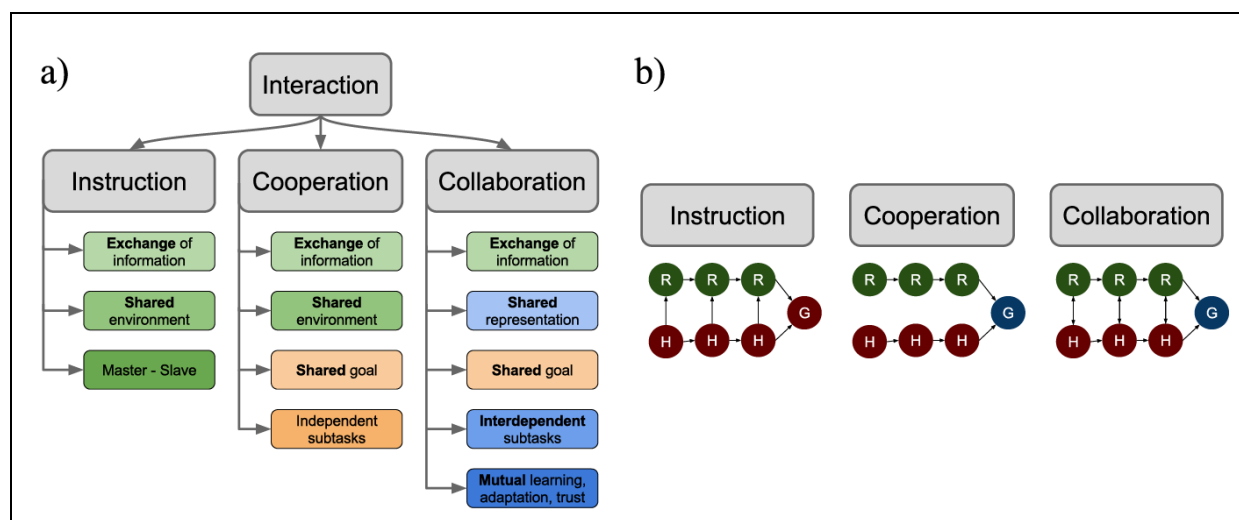 a)
Interaction
Instruction
Cooperation
Collaboration
Exchange of
information
Exchange of
information
Exchange of
information
Shared
environment
Shared
environment
Shared
representation
Master - Slave
Shared goal
Shared goal
Independent
subtasks
Interdependent
subtasks
Mutual learning,
adaptation, trust
b)
Instruction
Cooperation
Collaboration
R R R
G
H H H
R R R
G
H H H
R R R
G
H H H